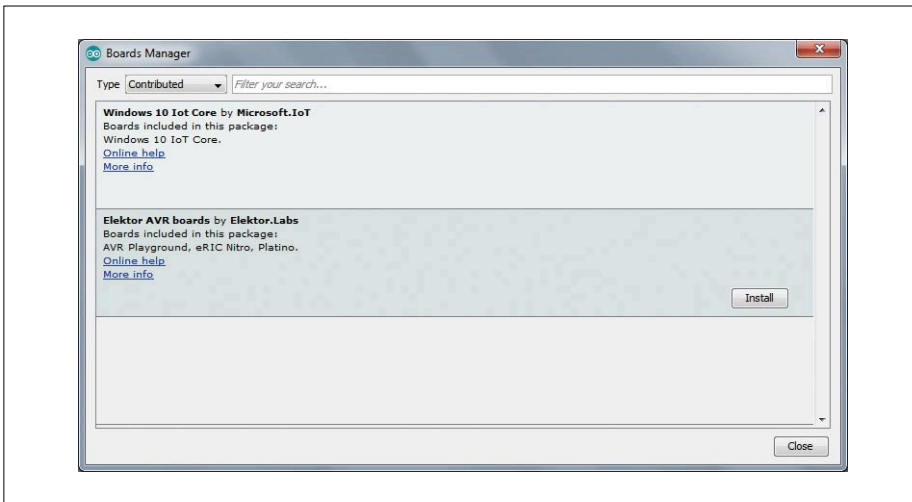 Boards Manager
Type Contributed Filter your search...
Windows 10 Iot Core by Microsoft.IoT
Boards included in this package:
Windows 10 IoT Core.
Online help
More info
Elektor AVR boards by Elektor.Labs
Boards included in this package:
AVR Playground, eRIC Nitro, Platino.
Online help
More info
Install
Close